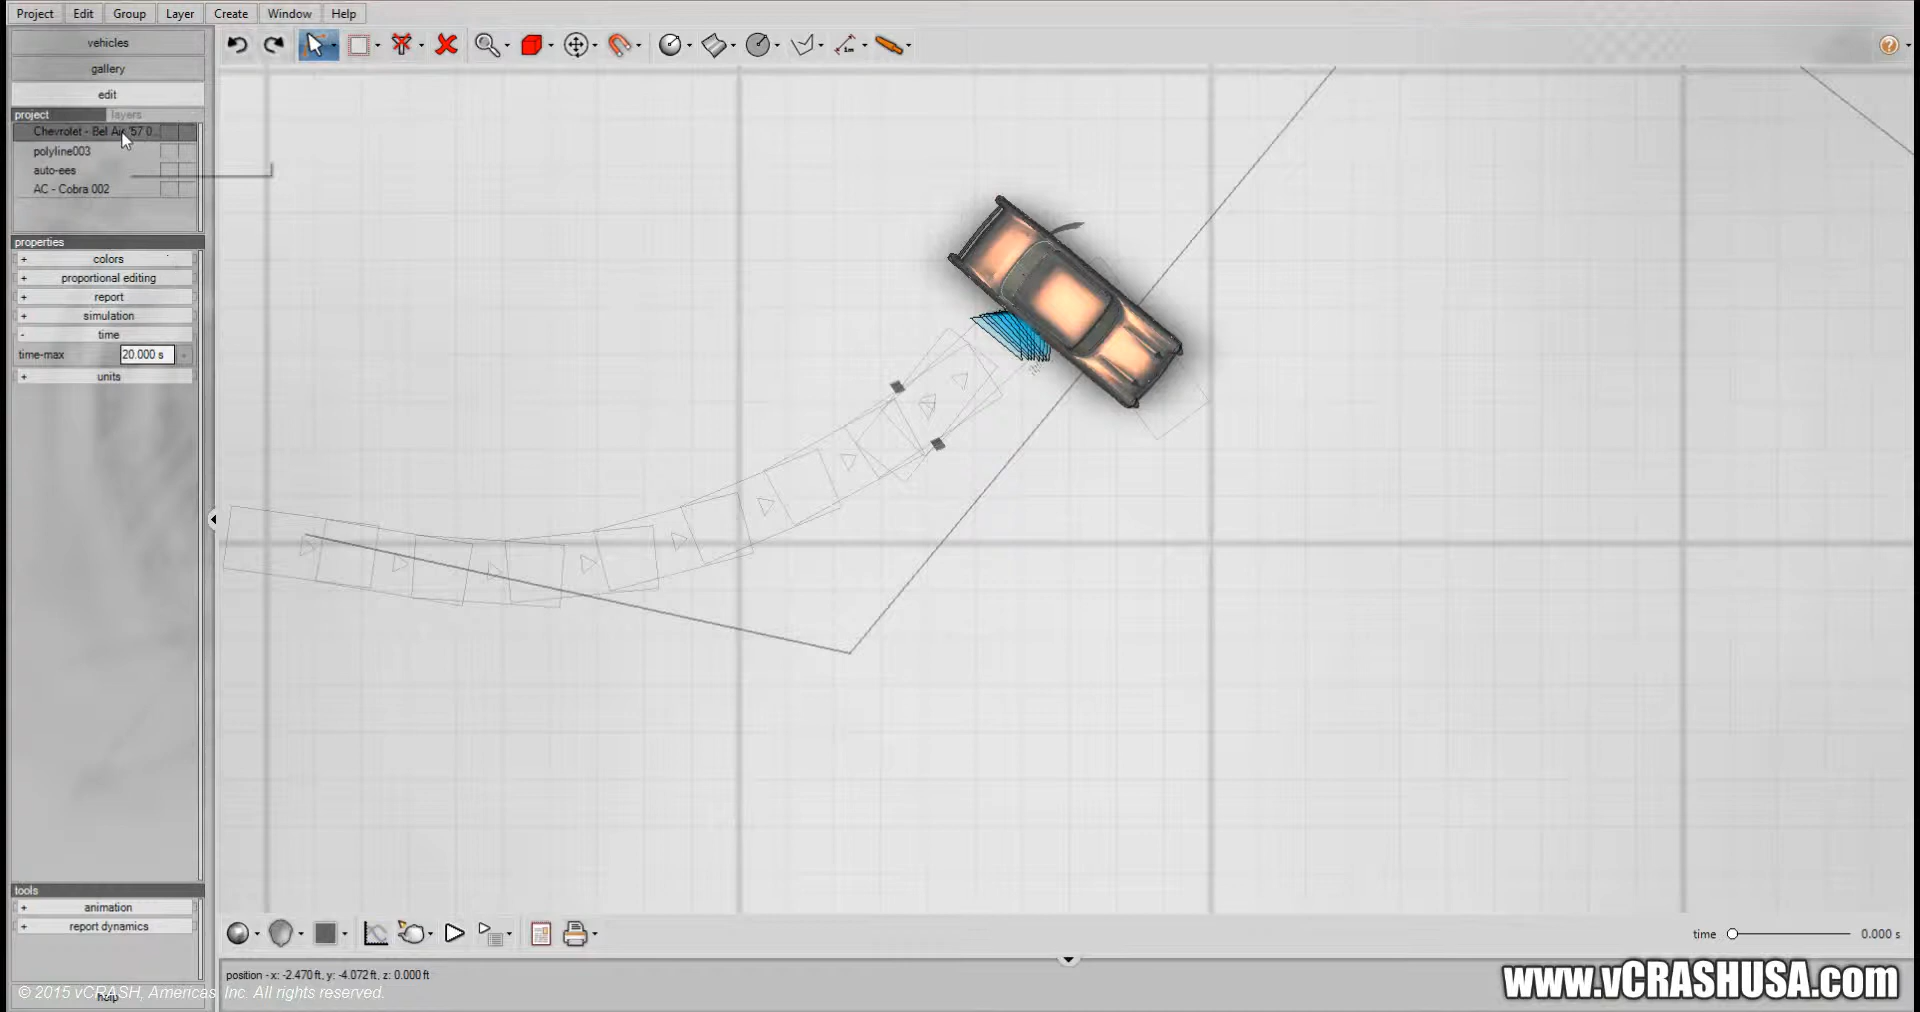 Project Edit Group Layer Create Window Help
vehicles
gallery
edit
project layers
Chevrolet - Bel Air '57 0...
polyline003
auto-ees
AC - Cobra 002
properties
+ colors
+ proportional editing
+ report
+ simulation
- time
time-max 20.000 s
+ units
tools
+ animation
+ report dynamics
time 0.000 s
position - x: -2.470 ft, y: -4.072 ft, z: 0.000 ft
help
© 2015 vCRASH, Americas, Inc. All rights reserved.
www.vCRASHUSA.com